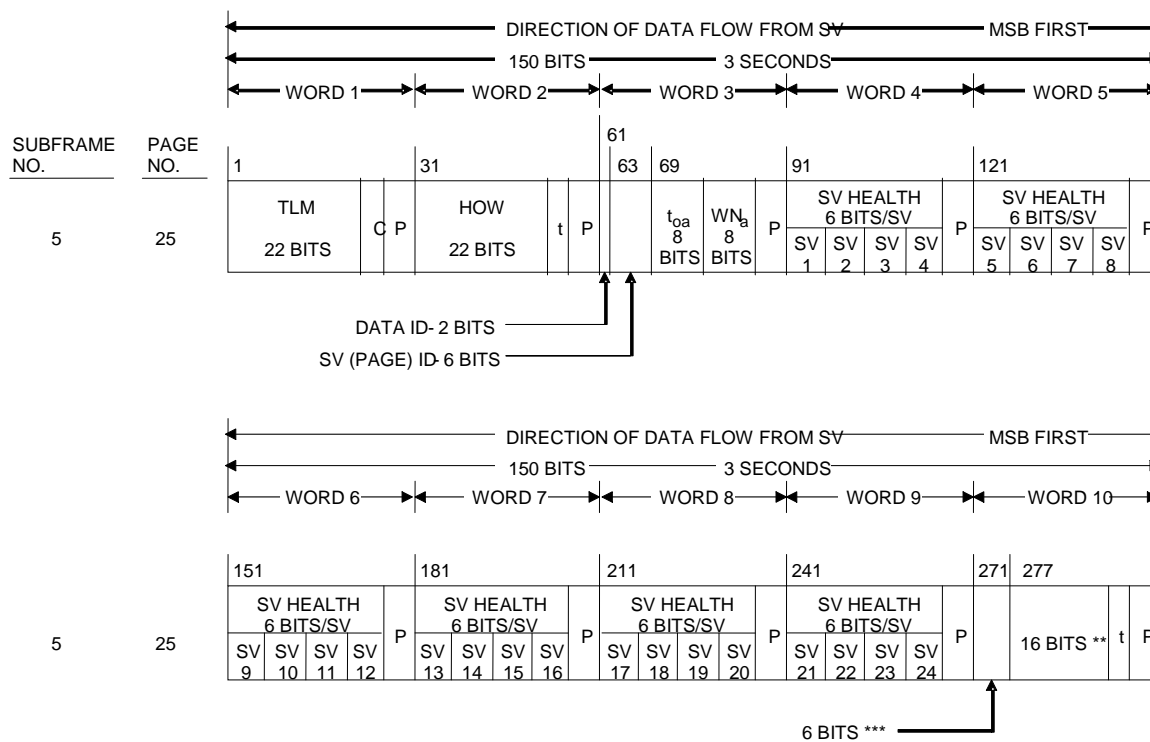 DIRECTION OF DATA FLOW FROM SV MSB FIRST
150 BITS 3 SECONDS
WORD 1 WORD 2 WORD 3 WORD 4 WORD 5
SUBFRAME NO. PAGE NO.
1 31 61 63 69 91 121
5 25
TLM 22 BITS C P
HOW 22 BITS t P
toa 8 BITS WNa 8 BITS P
SV HEALTH 6 BITS/SV P
SV 1 SV 2 SV 3 SV 4
SV HEALTH 6 BITS/SV P
SV 5 SV 6 SV 7 SV 8
DATA ID- 2 BITS
SV (PAGE) ID- 6 BITS
DIRECTION OF DATA FLOW FROM SV MSB FIRST
150 BITS 3 SECONDS
WORD 6 WORD 7 WORD 8 WORD 9 WORD 10
151 181 211 241 271 277
5 25
SV HEALTH 6 BITS/SV P
SV 9 SV 10 SV 11 SV 12
SV HEALTH 6 BITS/SV P
SV 13 SV 14 SV 15 SV 16
SV HEALTH 6 BITS/SV P
SV 17 SV 18 SV 19 SV 20
SV HEALTH 6 BITS/SV P
SV 21 SV 22 SV 23 SV 24
16 BITS ** t P
6 BITS ***